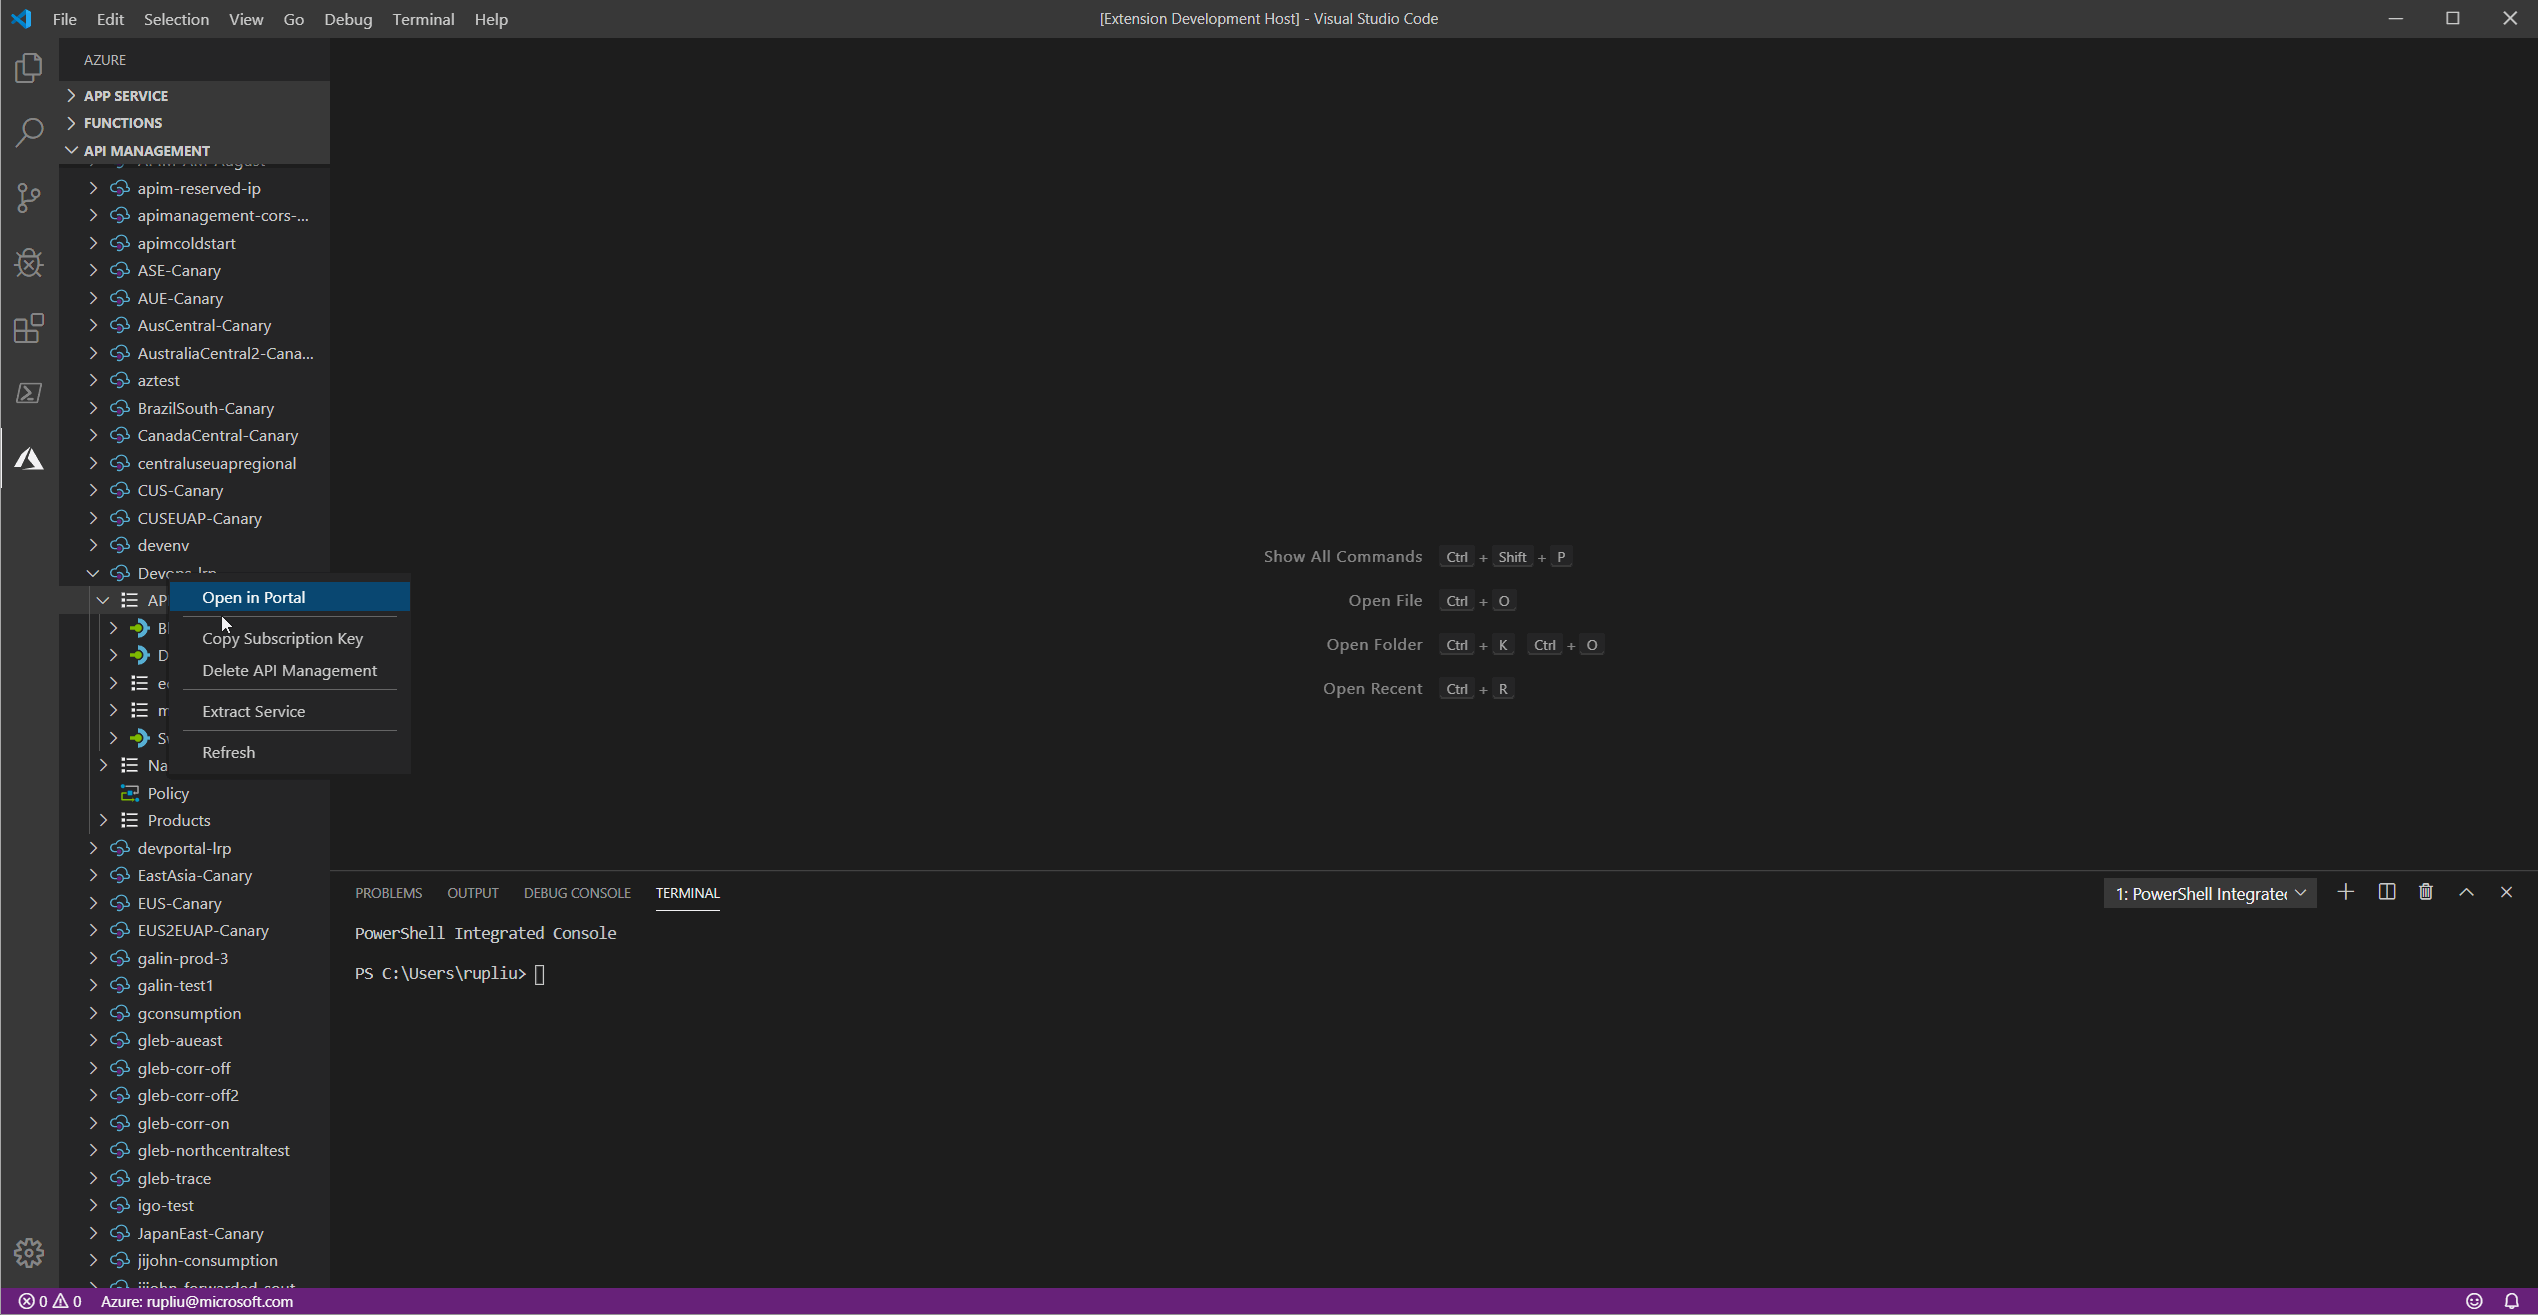 File Edit Selection View Go Debug Terminal Help
[Extension Development Host] - Visual Studio Code
AZURE
APP SERVICE
FUNCTIONS
API MANAGEMENT
apim-reserved-ip
apimanagement-cors-...
apimcoldstart
ASE-Canary
AUE-Canary
AusCentral-Canary
AustraliaCentral2-Cana...
aztest
BrazilSouth-Canary
CanadaCentral-Canary
centraluseuapregional
CUS-Canary
CUSEUAP-Canary
devenv
Devops-lrp
AP
Bl
D
e
m
S
Na
Policy
Products
devportal-lrp
EastAsia-Canary
EUS-Canary
EUS2EUAP-Canary
galin-prod-3
galin-test1
gconsumption
gleb-aueast
gleb-corr-off
gleb-corr-off2
gleb-corr-on
gleb-northcentraltest
gleb-trace
igo-test
JapanEast-Canary
jijohn-consumption
Open in Portal
Copy Subscription Key
Delete API Management
Extract Service
Refresh
Show All Commands Ctrl + Shift + P
Open File Ctrl + O
Open Folder Ctrl + K Ctrl + O
Open Recent Ctrl + R
PROBLEMS OUTPUT DEBUG CONSOLE TERMINAL
1: PowerShell Integrate
PowerShell Integrated Console
PS C:\Users\rupliu>
0 0 Azure: rupliu@microsoft.com